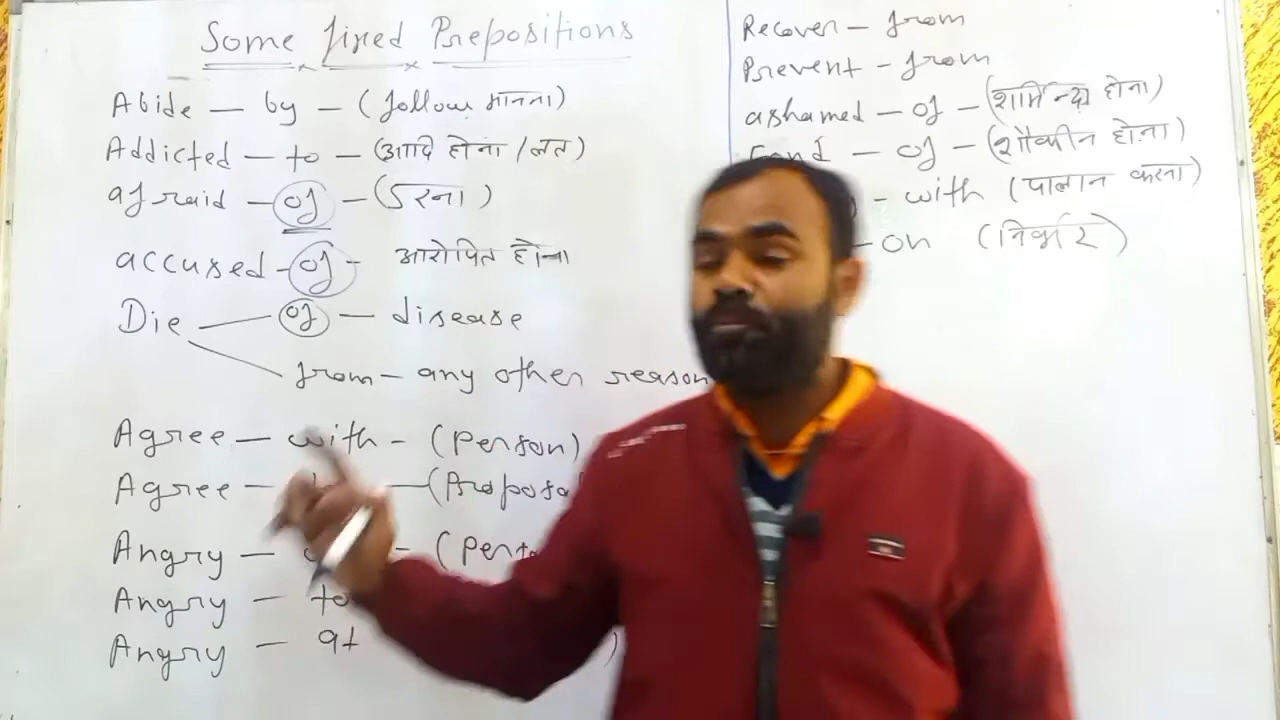 Some fixed Prepositions
Abide – by – (follow मानना)
Addicted – to – (आदि होना / लत)
afraid – of – (डरना)
accused – of – आरोपित होना
Die – of – disease
from – any other reason
Agree – with – (Person)
Agree – – (Proposa
Angry – – (Perso
Angry – to
Angry – at )
Recover – from
Prevent – from
ashamed – of – (शार्मिन्दा होना)
Fond – of – (शौकीन होना)
– with (पालान करना)
– on (निर्भर)